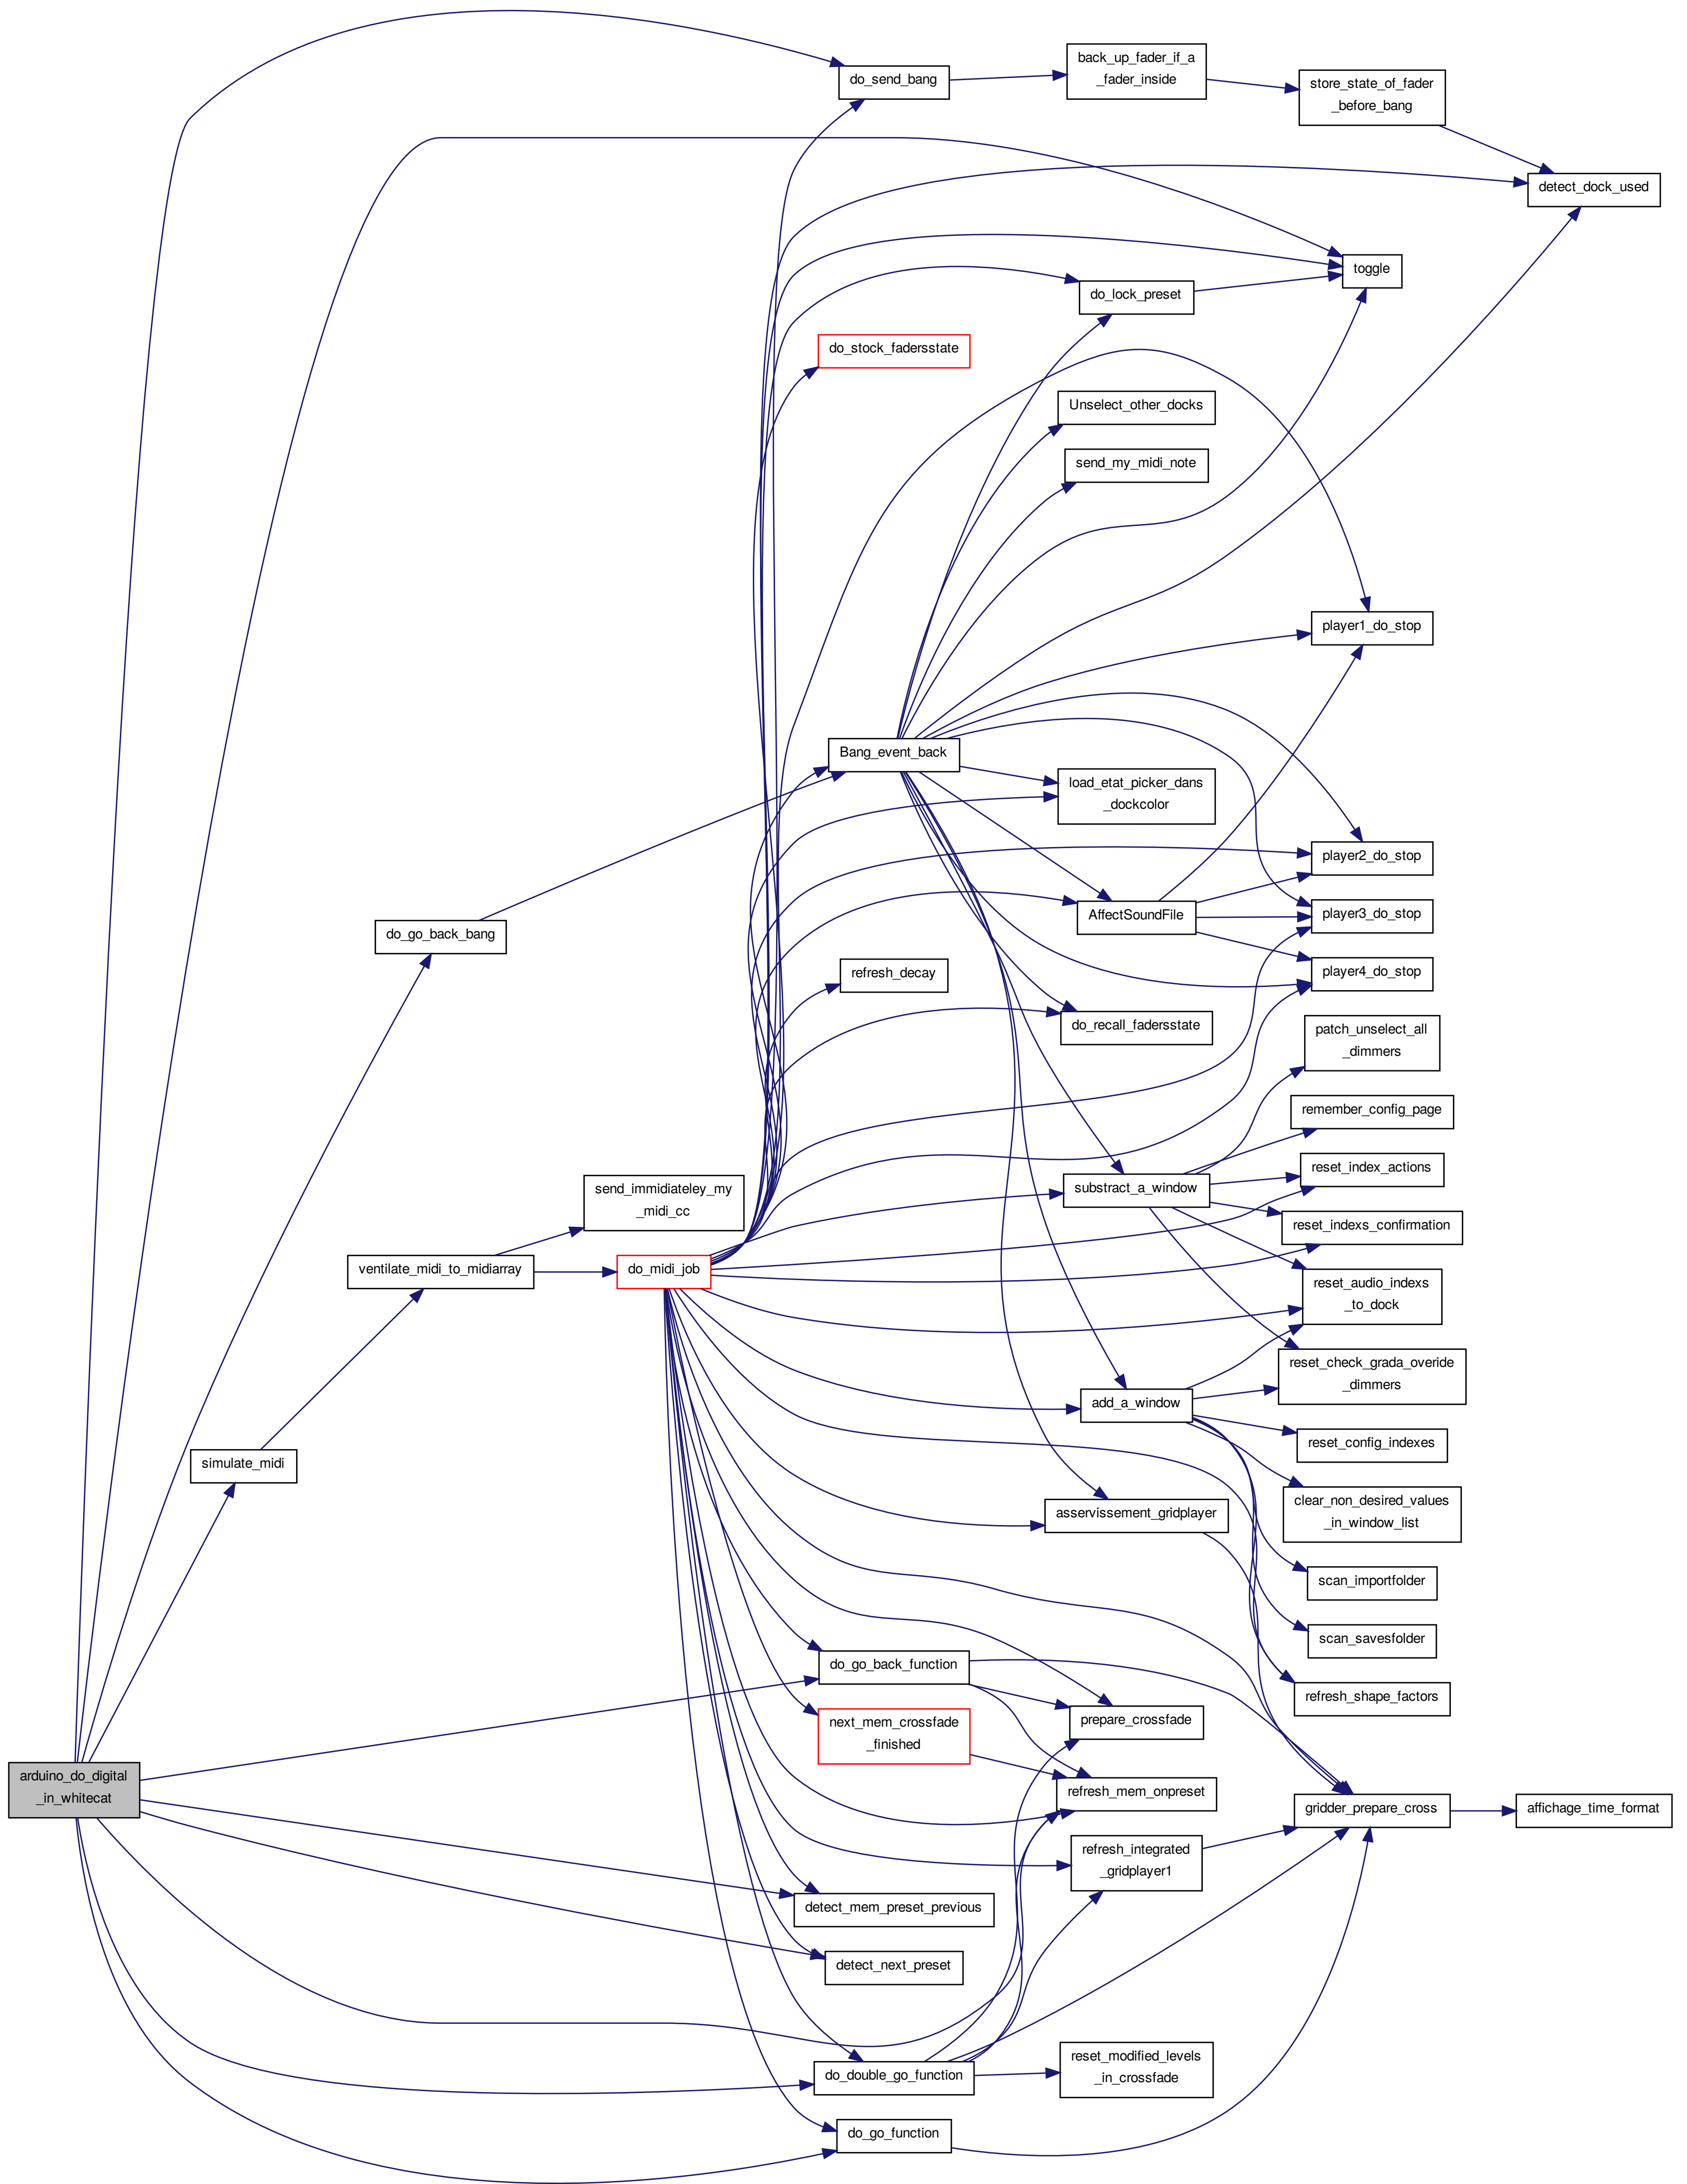 back_up_fader_if_a
_fader_inside
do_send_bang
store_state_of_fader
_before_bang
detect_dock_used
toggle
do_lock_preset
do_stock_fadersstate
Unselect_other_docks
send_my_midi_note
player1_do_stop
Bang_event_back
load_etat_picker_dans
_dockcolor
player2_do_stop
AffectSoundFile
player3_do_stop
do_go_back_bang
refresh_decay
player4_do_stop
do_recall_fadersstate
patch_unselect_all
_dimmers
remember_config_page
reset_index_actions
send_immidiateley_my
_midi_cc
substract_a_window
reset_indexs_confirmation
ventilate_midi_to_midiarray
do_midi_job
reset_audio_indexs
_to_dock
reset_check_grada_overide
_dimmers
add_a_window
reset_config_indexes
simulate_midi
clear_non_desired_values
_in_window_list
asservissement_gridplayer
scan_importfolder
scan_savesfolder
do_go_back_function
refresh_shape_factors
next_mem_crossfade
_finished
prepare_crossfade
arduino_do_digital
_in_whitecat
refresh_mem_onpreset
gridder_prepare_cross
affichage_time_format
refresh_integrated
_gridplayer1
detect_mem_preset_previous
detect_next_preset
do_double_go_function
reset_modified_levels
_in_crossfade
do_go_function